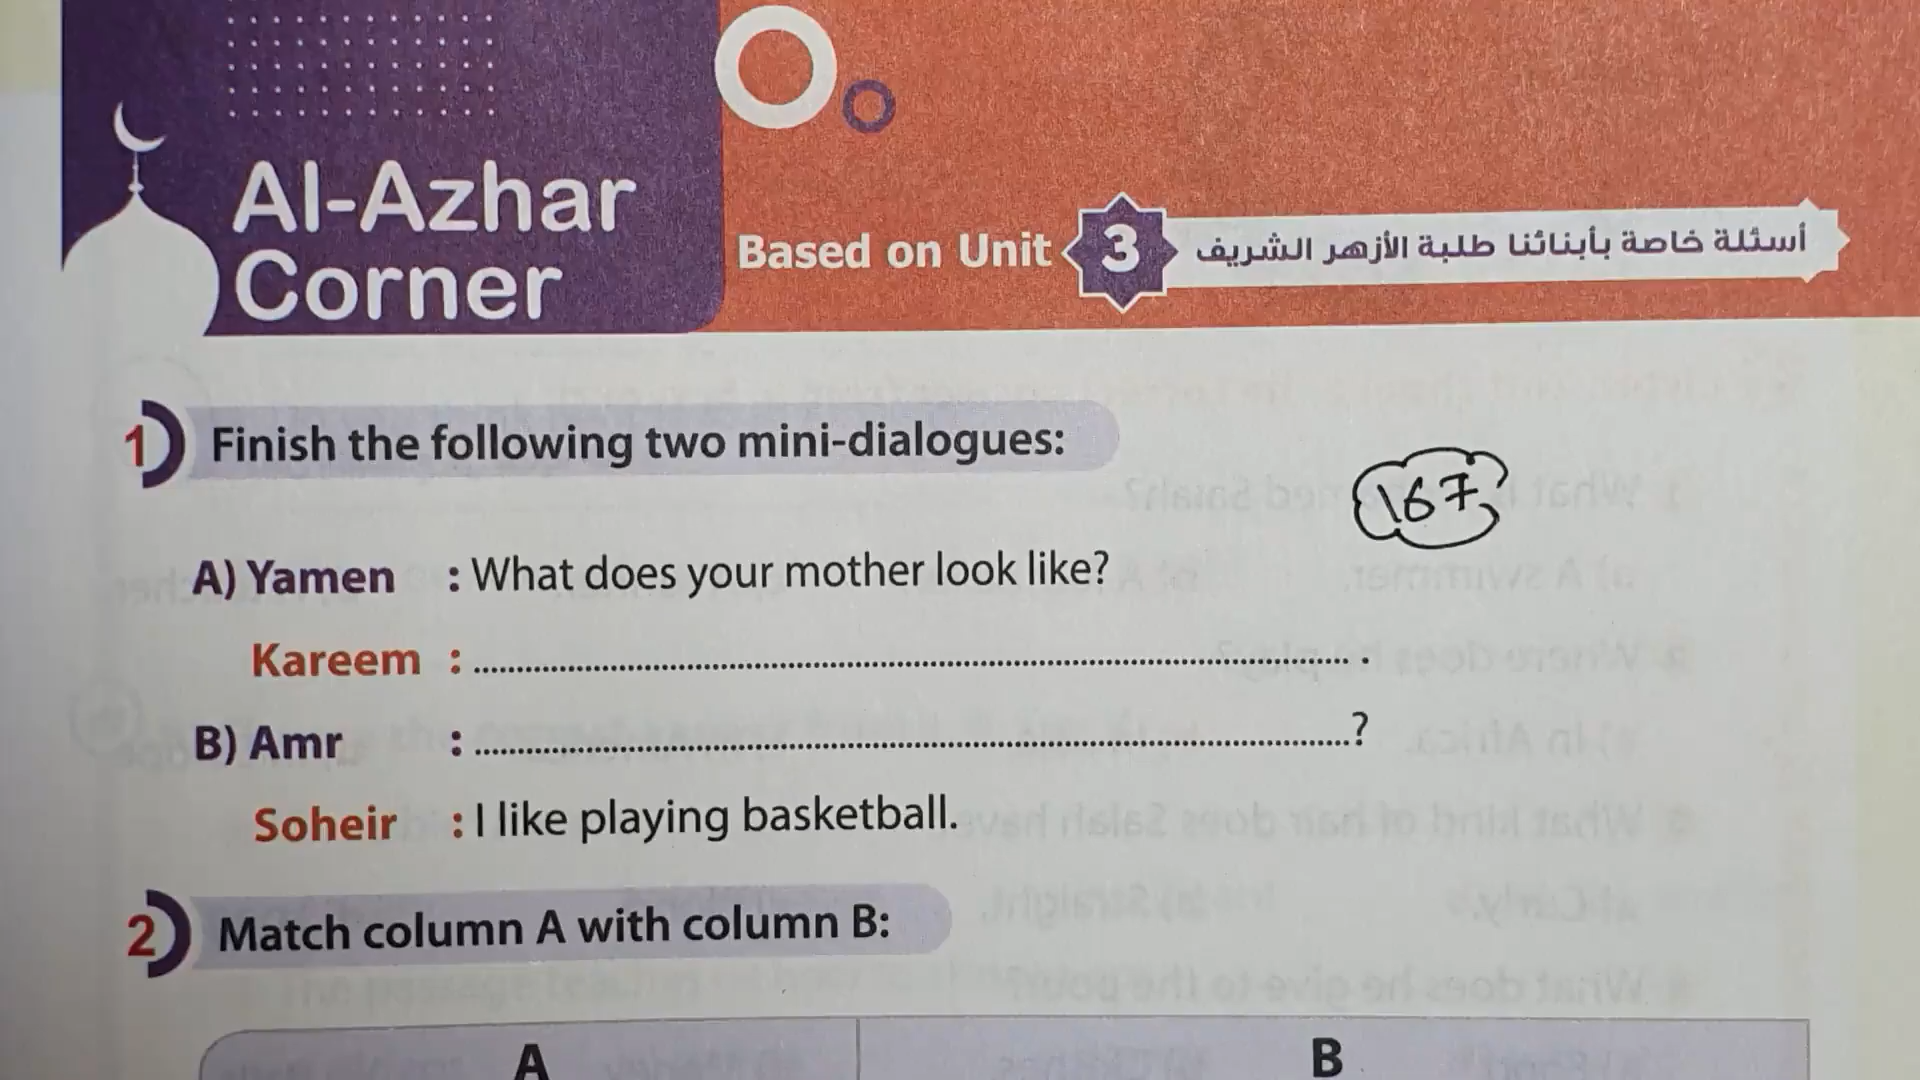 Al-Azhar
Corner
Based on Unit 3 أسئلة خاصة بأبنائنا طلبة الأزهر الشريف
1 Finish the following two mini-dialogues:
167
A) Yamen : What does your mother look like?
Kareem : .......................................................................... .
B) Amr : ..........................................................................?
Soheir : I like playing basketball.
2 Match column A with column B:
A B